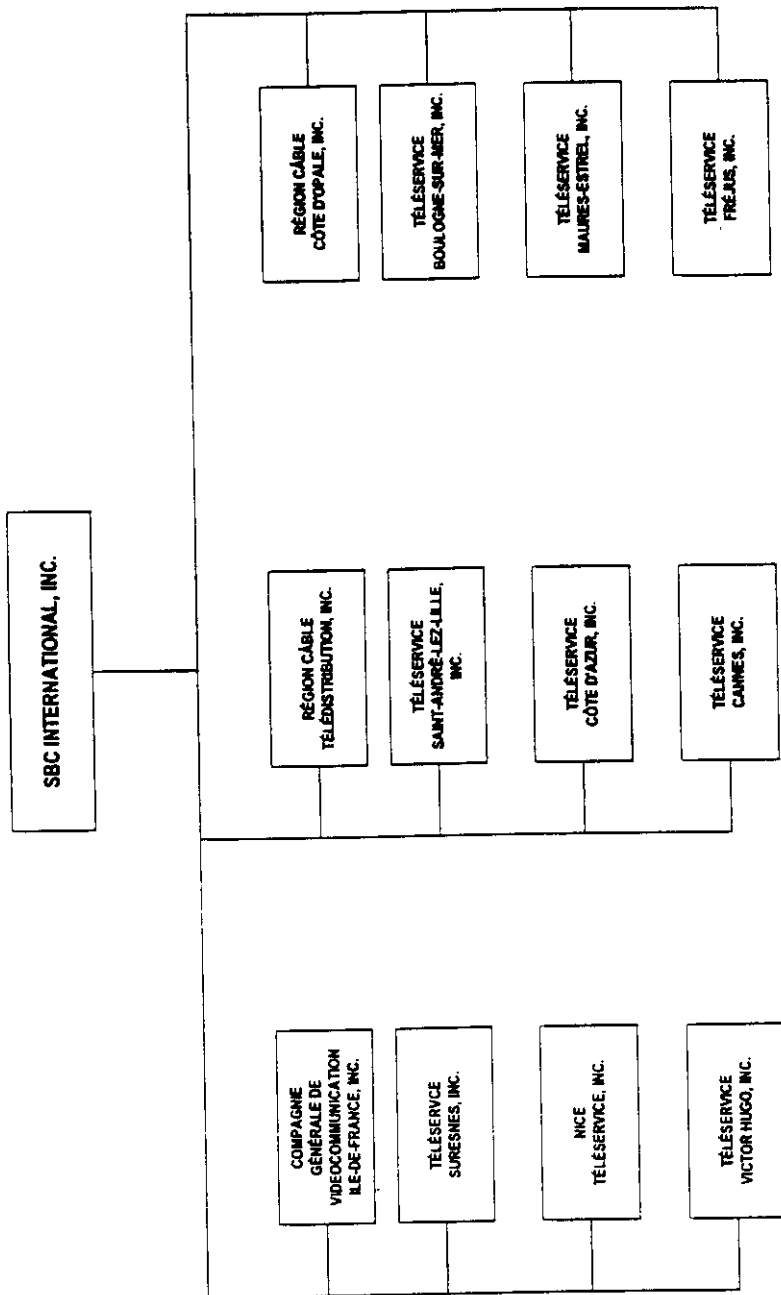 SBC INTERNATIONAL, INC.
COMPAGNIE
GÉNÉRALE DE
VIDEOCOMMUNICATION
ILE-DE-FRANCE, INC.
TÉLÉSERVCE
SURESNES, INC.
NICE
TÉLÉSERVICE, INC.
TÉLÉSERVICE
VICTOR HUGO, INC.
RÉGION CÂBLE
TÉLÉDISTRIBUTION, INC.
TÉLÉSERVICE
SAINT-ANDRÉ-LEZ-LILLE,
INC.
TÉLÉSERVICE
CÔTE D'AZUR, INC.
TÉLÉSERVICE
CANNES, INC.
RÉGION CÂBLE
CÔTE D'OPALE, INC.
TÉLÉSERVICE
BOULOGNE-SUR-MER, INC.
TÉLÉSERVICE
MAURES-ESTREL, INC.
TÉLÉSERVICE
FRÉJUS, INC.